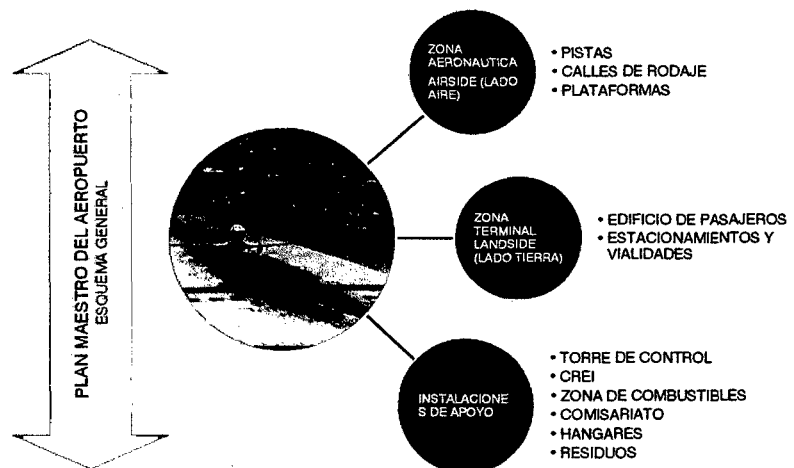 PLAN MAESTRO DEL AEROPUERTO
ESQUEMA GENERAL
ZONA
AERONAUTICA
AIRSIDE (LADO
AIRE)
• PISTAS
• CALLES DE RODAJE
• PLATAFORMAS
ZONA
TERMINAL
LANDSIDE
(LADO TIERRA)
• EDIFICIO DE PASAJEROS
• ESTACIONAMIENTOS Y
VIALIDADES
INSTALACIONE
S DE APOYO
• TORRE DE CONTROL
• CREI
• ZONA DE COMBUSTIBLES
• COMISARIATO
• HANGARES
• RESIDUOS